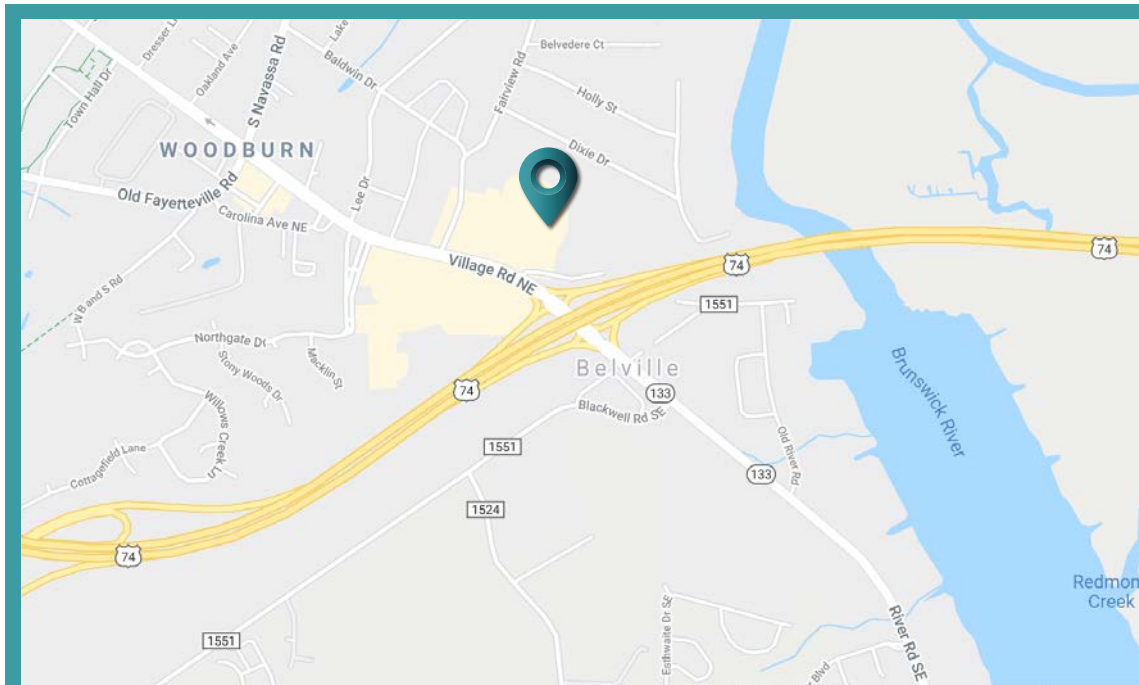 Belvedere Ct
Dresser L
Lake
Oakland Ave
Baldwin Dr
S Navassa Rd
Fairview Rd
Holly St
Town Hall Dr
WOODBURN
Dixie Dr
Old Fayetteville Rd
Lee Dr
Carolina Ave NE
Village Rd NE
74
74
W B and S Rd
1551
Northgate Dr
Macklin St
Stony Woods Dr
Belville
74
133
Brunswick River
Willows Creek Ln
Blackwell Rd SE
1551
Cottagefield Lane
Old River Rd
133
1524
74
Redmon
Creek
Esthwaite Dr SE
River Rd SE
1551
Blvd